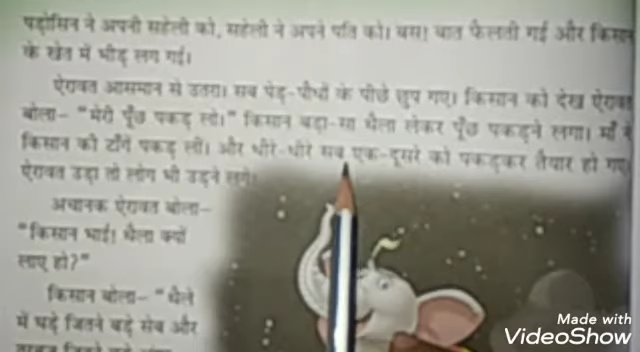 पड़ोसिन ने अपनी सहेली को, सहेली ने अपने पति को। बस! बात फैलती गई और किसान
के खेत में भीड़ लग गई।
ऐरावत आसमान से उतरा। सब पेड़-पौधों के पीछे छुप गए। किसान को देख ऐरावत
बोला- "मेरी पूँछ पकड़ लो।" किसान बड़ा-सा थैला लेकर पूँछ पकड़ने लगा। माँ ने
किसान की टाँगें पकड़ लीं। और धीरे-धीरे सब एक-दूसरे को पकड़कर तैयार हो गए।
ऐरावत उड़ा तो लोग भी उड़ने लगे।
अचानक ऐरावत बोला-
"किसान भाई! थैला क्यों
लाए हो?"
किसान बोला- "थैले
में घड़े जितने बड़े सेब और
Made with
VideoShow